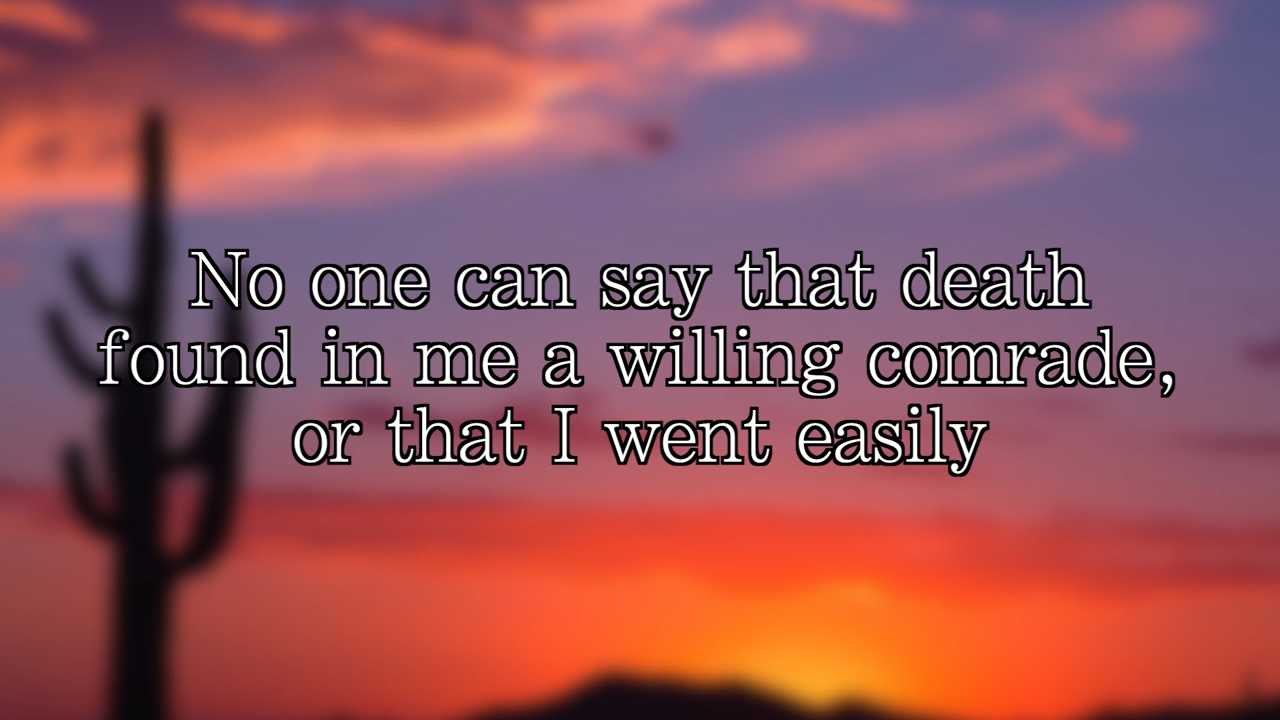 No one can say that death
found in me a willing comrade,
or that I went easily